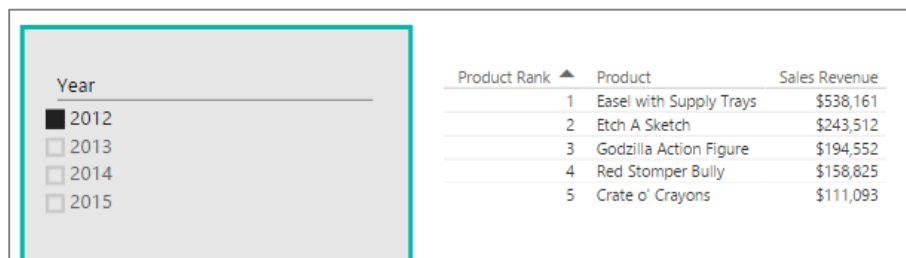 Year
2012
2013
2014
2015
Product Rank Product Sales Revenue
1 Easel with Supply Trays $538,161
2 Etch A Sketch $243,512
3 Godzilla Action Figure $194,552
4 Red Stomper Bully $158,825
5 Crate o' Crayons $111,093